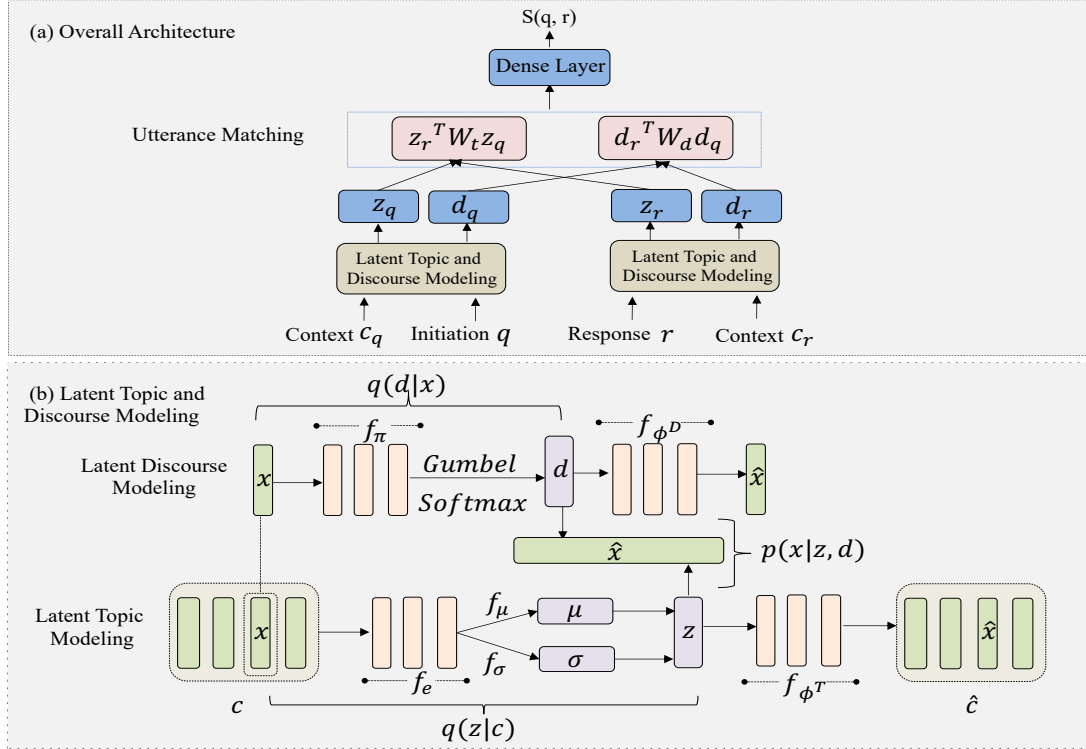 S(q, r)
(a) Overall Architecture
Dense Layer
Utterance Matching
z_r^T W_t z_q
d_r^T W_d d_q
z_q
d_q
z_r
d_r
Latent Topic and
Discourse Modeling
Latent Topic and
Discourse Modeling
Context c_q
Initiation q
Response r
Context c_r
(b) Latent Topic and
Discourse Modeling
q(d|x)
f_π
f_{ϕ^D}
Latent Discourse
Modeling
x
Gumbel
Softmax
d
x̂
x̂
p(x|z, d)
Latent Topic
Modeling
x
f_μ
μ
f_σ
σ
z
x̂
f_e
f_{ϕ^T}
c
ĉ
q(z|c)